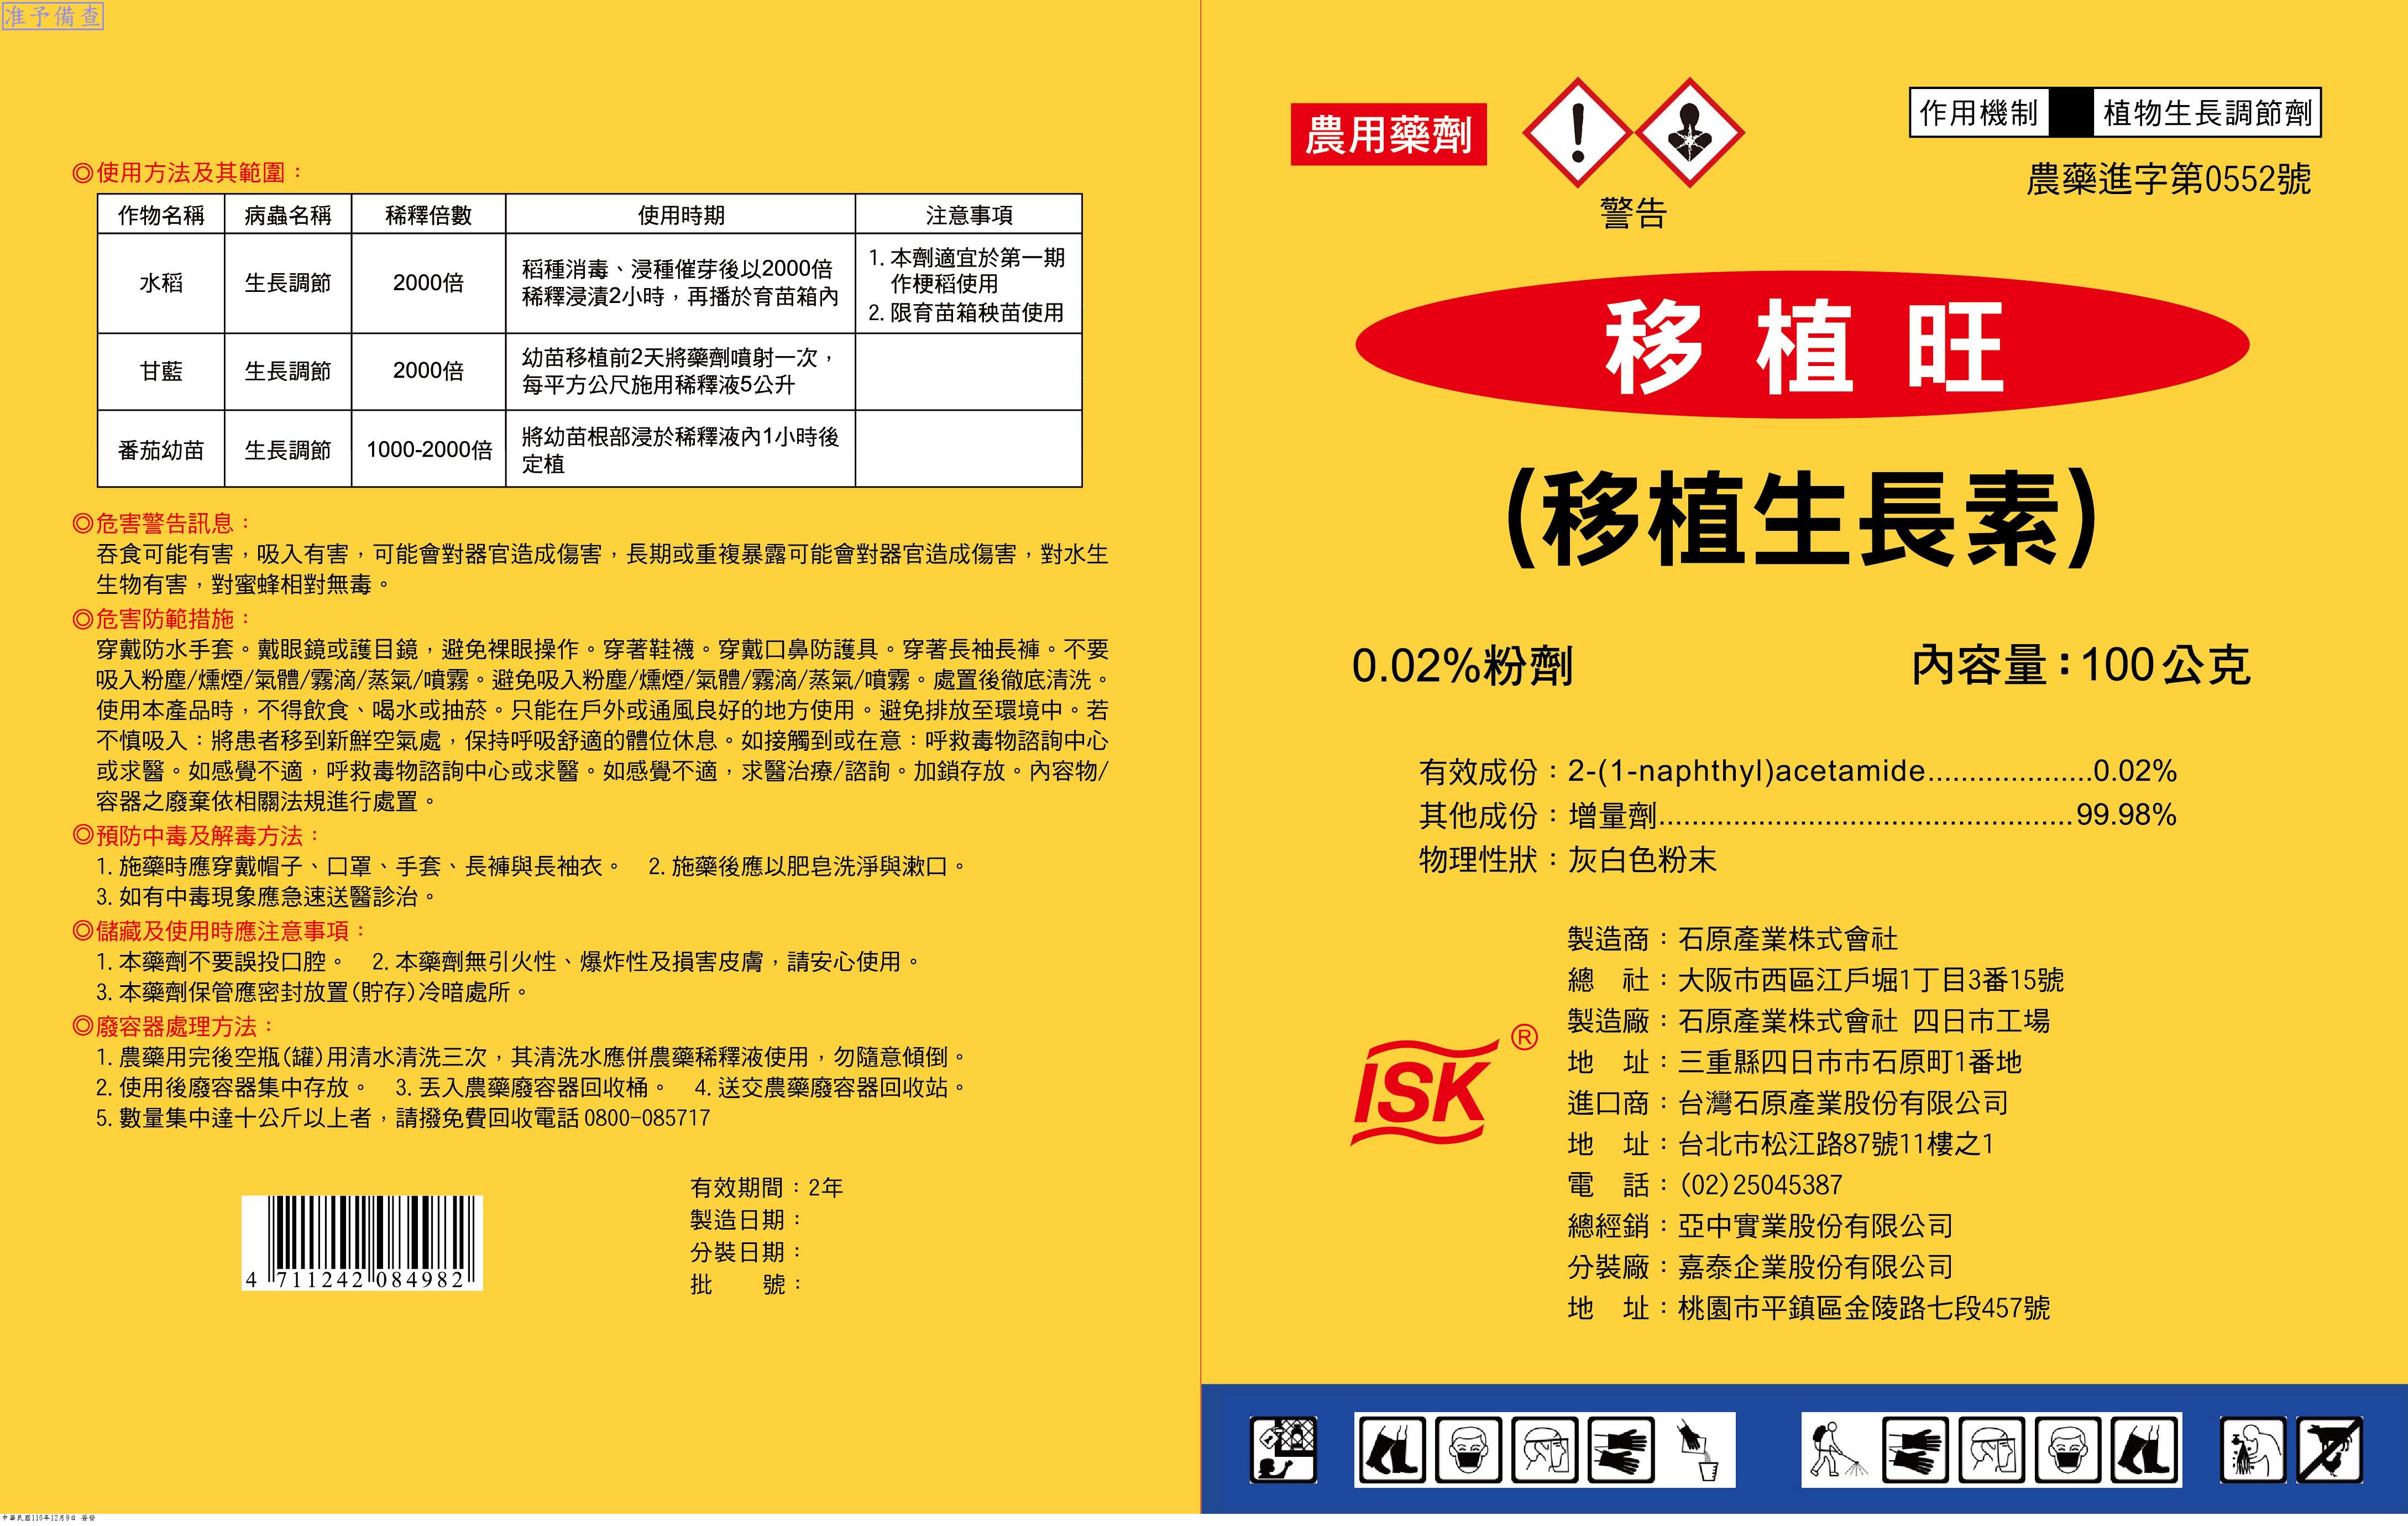 准予備查
◎使用方法及其範圍：
作物名稱 病蟲名稱 稀釋倍數 使用時期 注意事項
水稻 生長調節 2000倍 稻種消毒、浸種催芽後以2000倍
稀釋浸漬2小時，再播於育苗箱內
1. 本劑適宜於第一期
作梗稻使用
2. 限育苗箱秧苗使用
甘藍 生長調節 2000倍 幼苗移植前2天將藥劑噴射一次，
每平方公尺施用稀釋液5公升
番茄幼苗 生長調節 1000-2000倍 將幼苗根部浸於稀釋液內1小時後
定植
◎危害警告訊息：
吞食可能有害，吸入有害，可能會對器官造成傷害，長期或重複暴露可能會對器官造成傷害，對水生
生物有害，對蜜蜂相對無毒。
◎危害防範措施：
穿戴防水手套。戴眼鏡或護目鏡，避免裸眼操作。穿著鞋襪。穿戴口鼻防護具。穿著長袖長褲。不要
吸入粉塵/燻煙/氣體/霧滴/蒸氣/噴霧。避免吸入粉塵/燻煙/氣體/霧滴/蒸氣/噴霧。處置後徹底清洗。
使用本產品時，不得飲食、喝水或抽菸。只能在戶外或通風良好的地方使用。避免排放至環境中。若
不慎吸入：將患者移到新鮮空氣處，保持呼吸舒適的體位休息。如接觸到或在意：呼救毒物諮詢中心
或求醫。如感覺不適，呼救毒物諮詢中心或求醫。如感覺不適，求醫治療/諮詢。加鎖存放。內容物/
容器之廢棄依相關法規進行處置。
◎預防中毒及解毒方法：
1. 施藥時應穿戴帽子、口罩、手套、長褲與長袖衣。 2. 施藥後應以肥皂洗淨與漱口。
3. 如有中毒現象應急速送醫診治。
◎儲藏及使用時應注意事項：
1. 本藥劑不要誤投口腔。 2. 本藥劑無引火性、爆炸性及損害皮膚，請安心使用。
3. 本藥劑保管應密封放置(貯存)冷暗處所。
◎廢容器處理方法：
1. 農藥用完後空瓶(罐)用清水清洗三次，其清洗水應併農藥稀釋液使用，勿隨意傾倒。
2. 使用後廢容器集中存放。 3. 丟入農藥廢容器回收桶。 4. 送交農藥廢容器回收站。
5. 數量集中達十公斤以上者，請撥免費回收電話0800-085717
有效期間：2年
製造日期：
分裝日期：
批 號：
4 711242 084982
中華民國110年12月9日 簽發
農用藥劑
警告
作用機制 植物生長調節劑
農藥進字第0552號
移植旺
(移植生長素)
0.02%粉劑 內容量：100公克
有效成份：2-(1-naphthyl)acetamide....................0.02%
其他成份：增量劑..................................................99.98%
物理性狀：灰白色粉末
ISK ®
製造商：石原產業株式會社
總 社：大阪市西區江戶堀1丁目3番15號
製造廠：石原產業株式會社 四日市工場
地 址：三重縣四日市市石原町1番地
進口商：台灣石原產業股份有限公司
地 址：台北市松江路87號11樓之1
電 話：(02)25045387
總經銷：亞中實業股份有限公司
分裝廠：嘉泰企業股份有限公司
地 址：桃園市平鎮區金陵路七段457號